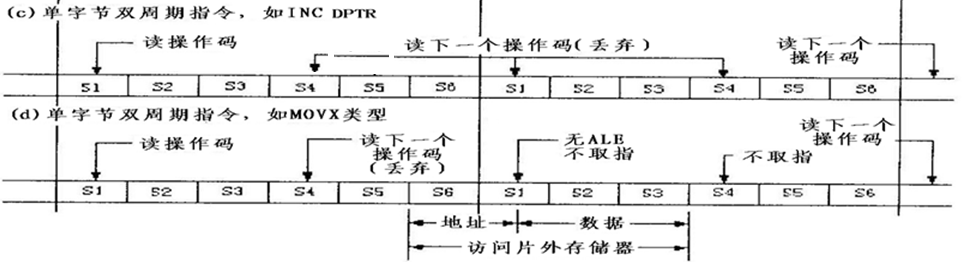 (c)单字节双周期指令，如INC DPTR
读操作码
读下一个操作码(丢弃)
读下一个
操作码
S1 S2 S3 S4 S5 S6 S1 S2 S3 S4 S5 S6
(d)单字节双周期指令，如MOVX类型
读操作码
读下一个
操作码
(丢弃)
无ALE
不取指
不取指
读下一个
操作码
S1 S2 S3 S4 S5 S6 S1 S2 S3 S4 S5 S6
地址
数据
访问片外存储器